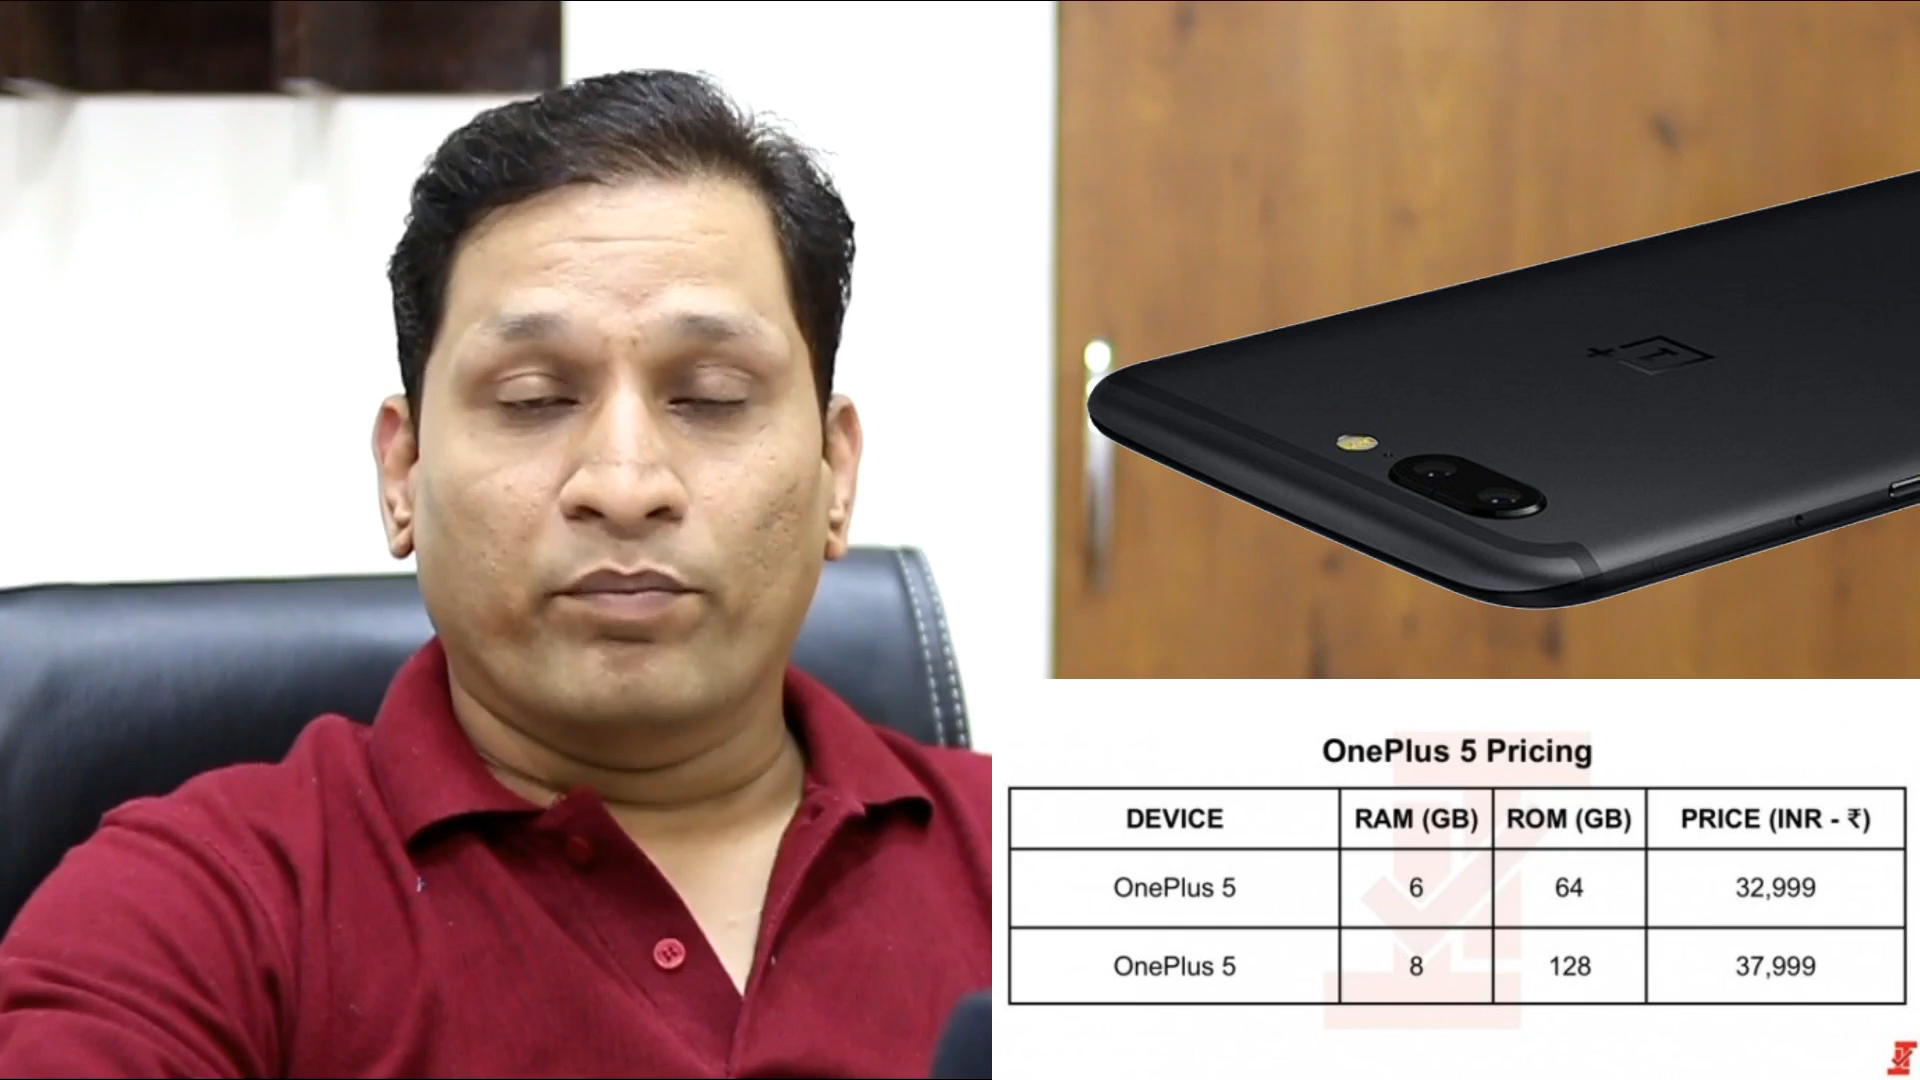 OnePlus 5 Pricing
DEVICE RAM (GB) ROM (GB) PRICE (INR - ₹)
OnePlus 5 6 64 32,999
OnePlus 5 8 128 37,999